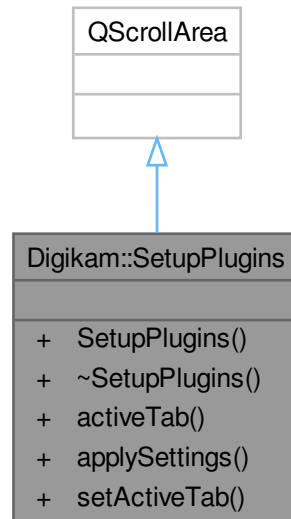 QScrollArea
Digikam::SetupPlugins
+ SetupPlugins()
+ ~SetupPlugins()
+ activeTab()
+ applySettings()
+ setActiveTab()